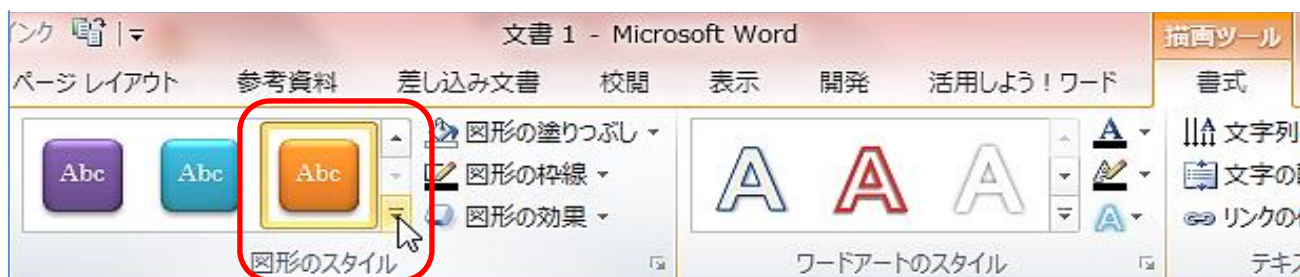 インク
文書 1 - Microsoft Word
描画ツール
ページ レイアウト 参考資料 差し込み文書 校閲 表示 開発 活用しよう！ワード 書式
Abc Abc Abc
図形の塗りつぶし
図形の枠線
図形の効果
図形のスタイル
A A A
A
A
ワードアートのスタイル
文字列
文字の
リンクの
テキス